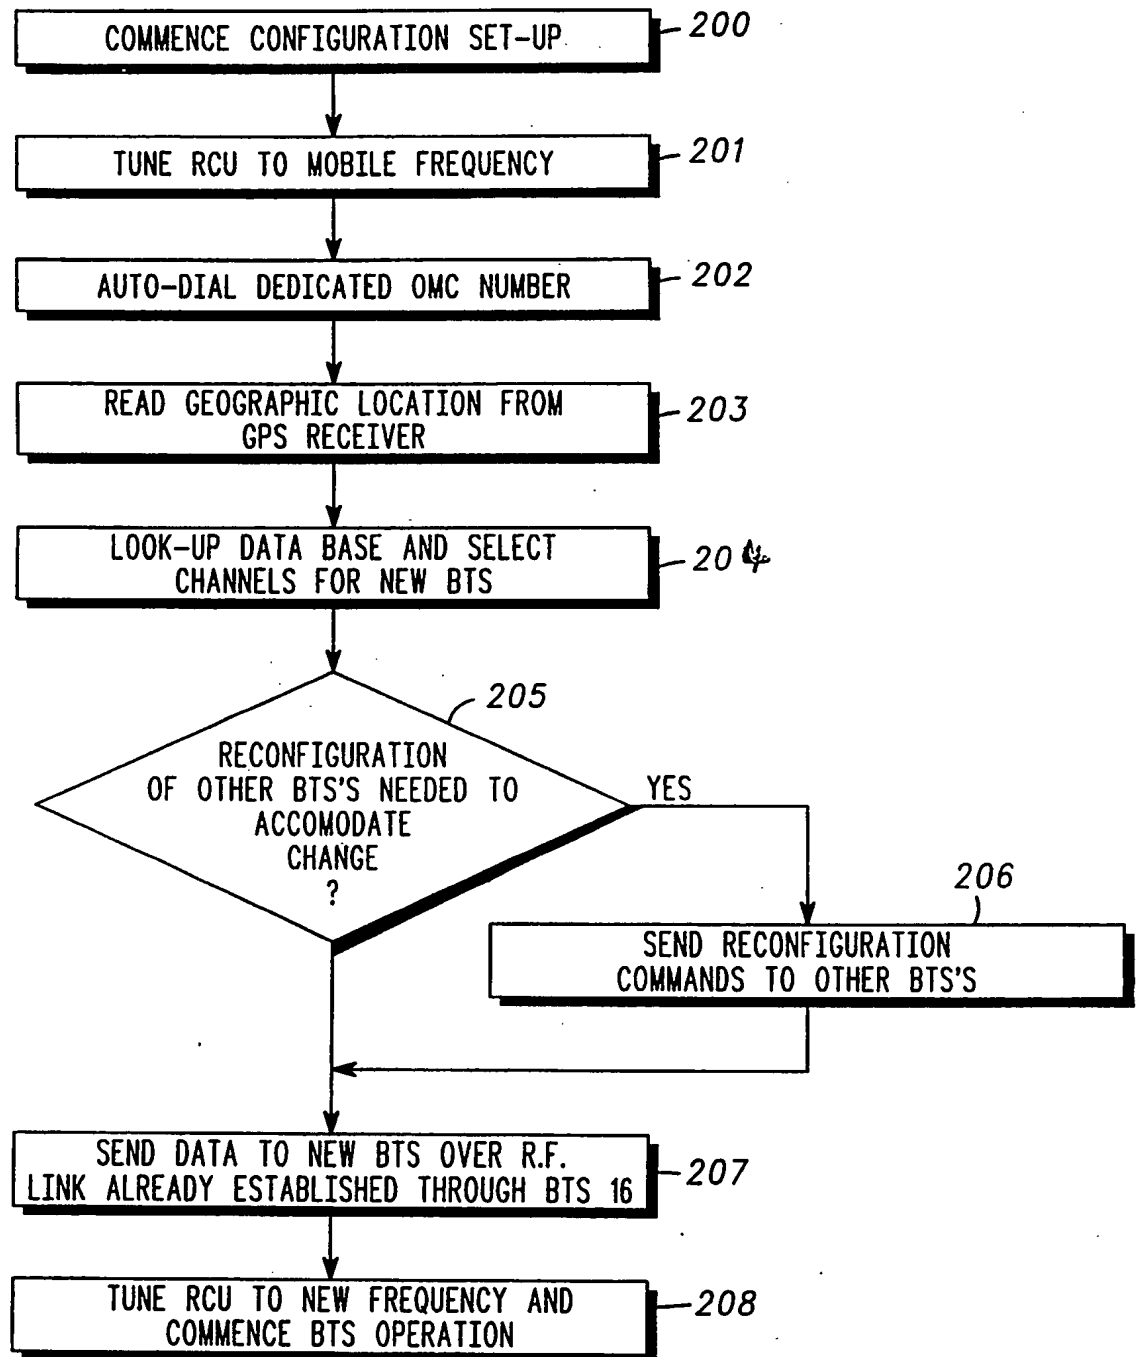 COMMENCE CONFIGURATION SET-UP
200
TUNE RCU TO MOBILE FREQUENCY
201
AUTO-DIAL DEDICATED OMC NUMBER
202
READ GEOGRAPHIC LOCATION FROM
GPS RECEIVER
203
LOOK-UP DATA BASE AND SELECT
CHANNELS FOR NEW BTS
204
205
RECONFIGURATION
OF OTHER BTS'S NEEDED TO
ACCOMODATE
CHANGE
?
YES
206
SEND RECONFIGURATION
COMMANDS TO OTHER BTS'S
SEND DATA TO NEW BTS OVER R.F.
LINK ALREADY ESTABLISHED THROUGH BTS 16
207
TUNE RCU TO NEW FREQUENCY AND
COMMENCE BTS OPERATION
208